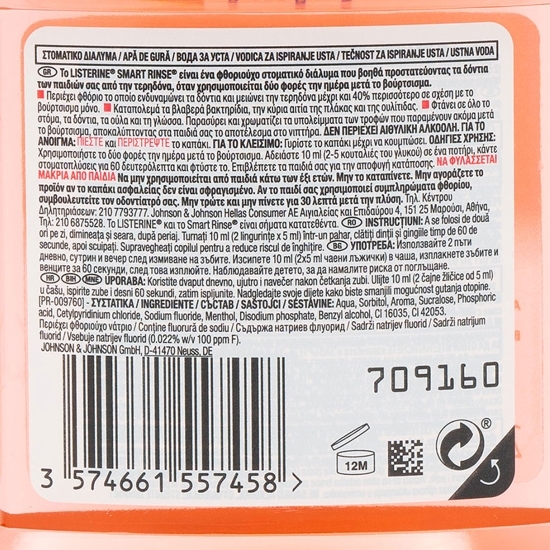 ΣΤΟΜΑΤΙΚΟ ΔΙΑΛΥΜΑ / APĂ DE GURĂ / ВОДА ЗА УСТА / VODICA ZA ISPIRANJE USTA / TEČNOST ZA ISPIRANJE USTA / USTNA VODA
GR Το LISTERINE® SMART RINSE® είναι ένα φθοριούχο στοματικό διάλυμα που βοηθά προστατεύοντας τα δόντια
των παιδιών σας από την τερηδόνα, όταν χρησιμοποιείται δύο φορές την ημέρα μετά το βούρτσισμα.
■ Περιέχει φθόριο το οποίο ενδυναμώνει τα δόντια και μειώνει την τερηδόνα μέχρι και 40% περισσότερο σε σχέση με το
βούρτσισμα μόνο. ■ Καταπολεμά τα βλαβερά βακτηρίδια, την κύρια αιτία της πλάκας και της ουλίτιδας. ■ Φτάνει σε όλο το
στόμα, τα δόντια, τα ούλα και τη γλώσσα. Παρασύρει και χρωματίζει τα υπολείμματα των τροφών που παραμένουν ακόμα μετά
το βούρτσισμα, αποκαλύπτοντας στα παιδιά σας το αποτέλεσμα στο νιπτήρα. ΔΕΝ ΠΕΡΙΕΧΕΙ ΑΙΘΥΛΙΚΗ ΑΛΚΟΟΛΗ. ΓΙΑ ΤΟ
ΑΝΟΙΓΜΑ: ΠΙΕΣΤΕ και ΠΕΡΙΣΤΡΕΨΤΕ το καπάκι. ΓΙΑ ΤΟ ΚΛΕΙΣΙΜΟ: Γυρίστε το καπάκι μέχρι να κουμπώσει. ΟΔΗΓΙΕΣ ΧΡΗΣΗΣ:
Χρησιμοποιήστε το δύο φορές την ημέρα μετά το βούρτσισμα. Αδειάστε 10 ml (2-5 κουταλιές του γλυκού) σε ένα ποτήρι, κάντε
στοματοπλύσεις για 60 δευτερόλεπτα και φτύστε το. Επιβλέπετε τα παιδιά σας για την αποφυγή κατάποσης. ΝΑ ΦΥΛΑΣΣΕΤΑΙ
ΜΑΚΡΙΑ ΑΠΟ ΠΑΙΔΙΑ Να μην χρησιμοποιείται από παιδιά κάτω των έξι ετών. Μην το καταπίνετε. Μην αγοράζετε το
προϊόν αν το καπάκι ασφαλείας δεν είναι σφραγισμένο. Αν το παιδί σας χρησιμοποιεί συμπληρώματα φθορίου,
συμβουλευτείτε τον οδοντίατρό σας. Μην τρώτε και μην πίνετε για 30 λεπτά μετά την πλύση. Τηλ. Κέντρου
Δηλητηριάσεων: 210 7793777. Johnson & Johnson Hellas Consumer AE Αιγιαλείας και Επιδαύρου 4, 151 25 Μαρούσι, Αθήνα,
Τηλ: 210 6875528. Το LISTERINE® και το Smart Rinse® είναι σήματα κατατεθέντα. RO INSTRUCȚIUNI: A se folosi de două
ori pe zi, dimineața și seara, după periaj. Turnați 10 ml (2 lingurințe x 5 ml) într-un pahar, clătiți dinții și gingiile timp de 60 de
secunde, apoi scuipați. Supravegheați copilul pentru a reduce riscul de înghițire. BG УПОТРЕБА: Използвайте 2 пъти
дневно, сутрин и вечер след измиване на зъбите. Изсипете 10 ml (2x5 ml чаени лъжички) в чаша, изплакнете зъбите и
венците за 60 секунди, след това изплюйте. Наблюдавайте детето, за да намалите риска от поглъщане.
HR BIH MNE UPORABA: Koristite dvaput dnevno, ujutro i navečer nakon četkanja zubi. Ulijte 10 ml (2 čajne žličice od 5 ml)
u čašu, ispirite zube i desni 60 sekundi, zatim ispljunite. Nadgledajte svoje dijete kako biste smanjili mogućnost gutanja otopine.
[PR-009760] ΣΥΣΤΑΤΙΚΑ / INGREDIENTE / СЪСТАВ / SASTOJCI / SESTAVINE: Aqua, Sorbitol, Aroma, Sucralose, Phosphoric
acid, Cetylpyridinium chloride, Sodium fluoride, Menthol, Disodium phosphate, Benzyl alcohol, CI 16035, CI 42053.
Περιέχει φθοριούχο νάτριο / Conține fluorură de sodiu / Съдържа натриев флуорид / Sadrži natrijev fluorid / Sadrži natrijum
fluorid / Vsebuje natrijev fluorid (0.022% w/v 100 ppm F).
JOHNSON & JOHNSON GmbH, D-41470 Neuss, DE
709160
12M
®
3 574661 557458 >